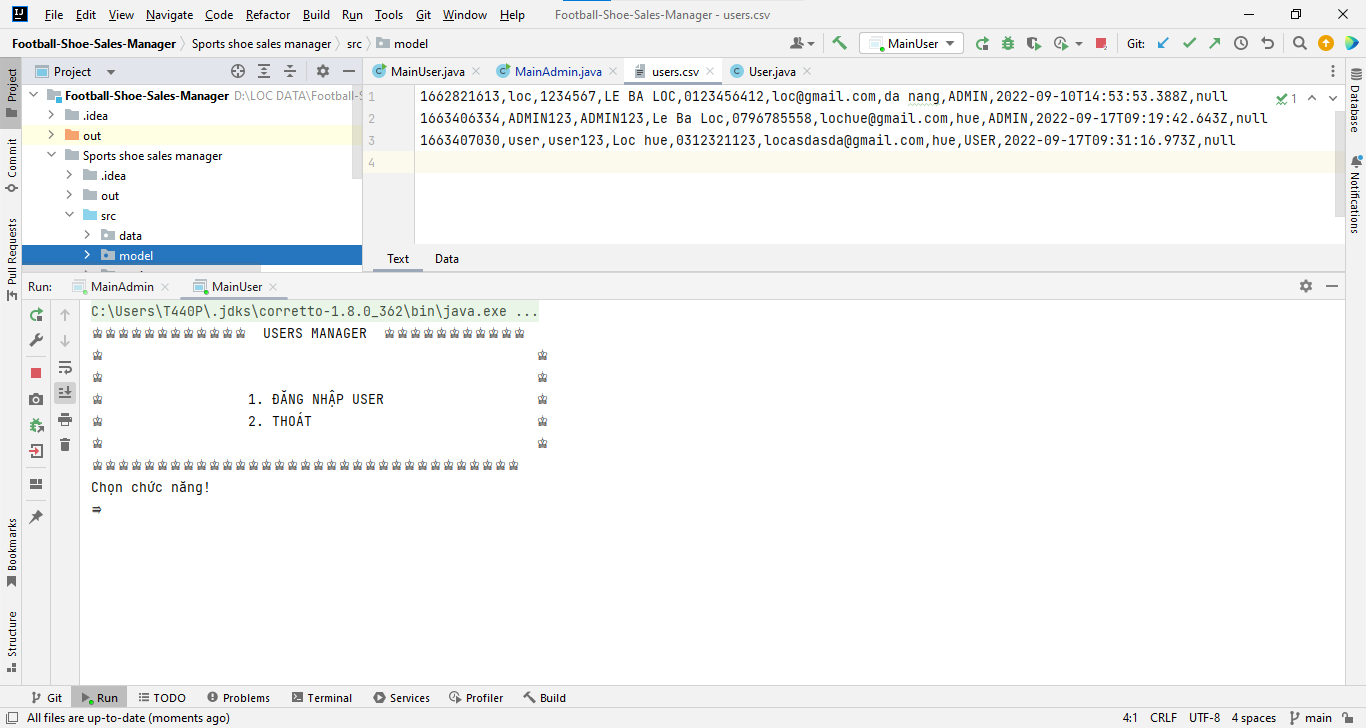 File Edit View Navigate Code Refactor Build Run Tools Git Window Help Football-Shoe-Sales-Manager - users.csv
Football-Shoe-Sales-Manager Sports shoe sales manager src model MainUser Git:
Project MainUser.java MainAdmin.java users.csv User.java
Football-Shoe-Sales-Manager D:\LOC DATA\Football-S
.idea
out
Sports shoe sales manager
.idea
out
src
data
model
1 1662821613,loc,1234567,LE BA LOC,0123456412,loc@gmail.com,da nang,ADMIN,2022-09-10T14:53:53.388Z,null
2 1663406334,ADMIN123,ADMIN123,Le Ba Loc,0796785558,lochue@gmail.com,hue,ADMIN,2022-09-17T09:19:42.643Z,null
3 1663407030,user,user123,Loc hue,0312321123,locasdasda@gmail.com,hue,USER,2022-09-17T09:31:16.973Z,null
4
1
Text Data
Run: MainAdmin MainUser
C:\Users\T440P\.jdks\corretto-1.8.0_362\bin\java.exe ...
♔♔♔♔♔♔♔♔♔♔♔♔ USERS MANAGER ♔♔♔♔♔♔♔♔♔♔♔
♔ ♔
♔ ♔
♔ 1. ĐĂNG NHẬP USER ♔
♔ 2. THOÁT ♔
♔ ♔
♔♔♔♔♔♔♔♔♔♔♔♔♔♔♔♔♔♔♔♔♔♔♔♔♔♔♔♔♔♔♔♔♔
Chọn chức năng!
⇛
Project
Commit
Pull Requests
Bookmarks
Structure
Database
Notifications
Git Run TODO Problems Terminal Services Profiler Build
All files are up-to-date (moments ago) 4:1 CRLF UTF-8 4 spaces main